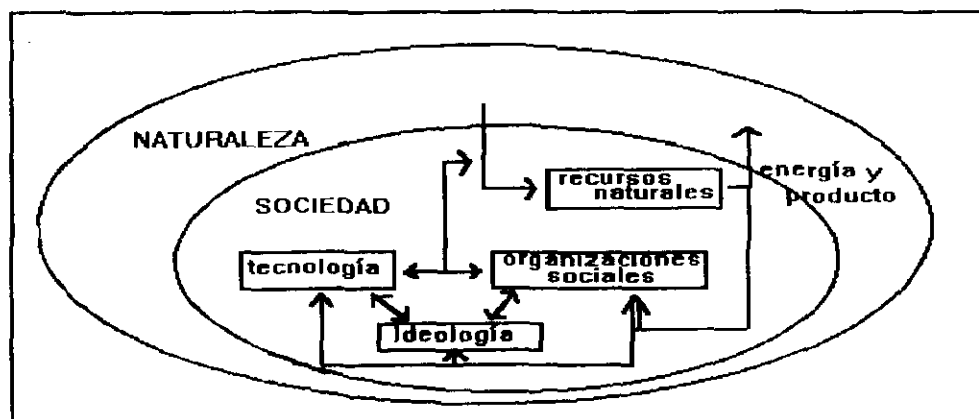 NATURALEZA
SOCIEDAD
recursos
naturales
energía y
producto
tecnología
organizaciones
sociales
ideología